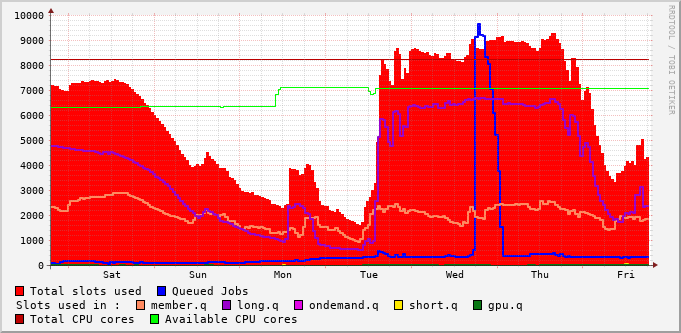 10000
9000
8000
7000
6000
5000
4000
3000
2000
1000
0
Sat Sun Mon Tue Wed Thu Fri
RRDTOOL / TOBI OETIKER
Total slots used Queued Jobs
Slots used in : member.q long.q ondemand.q short.q gpu.q
Total CPU cores Available CPU cores